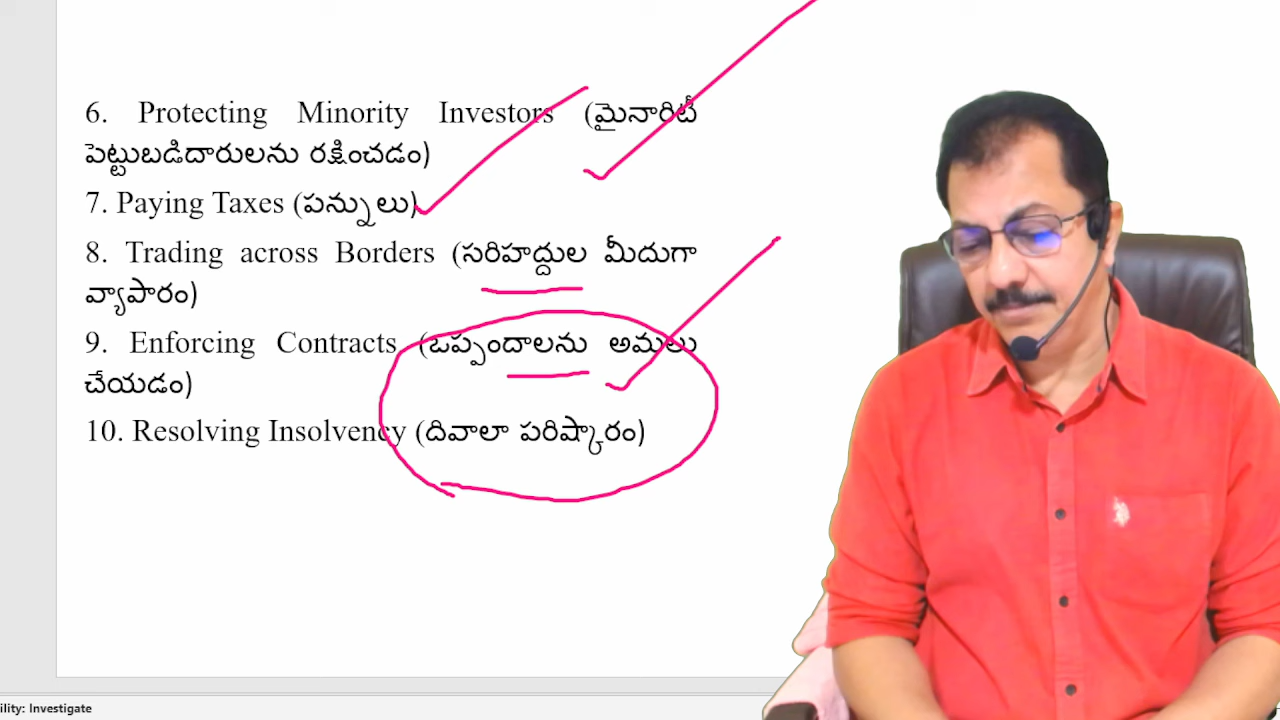 6. Protecting Minority Investors (మైనారిటీ
పెట్టుబడిదారులను రక్షించడం)
7. Paying Taxes (పన్నులు)
8. Trading across Borders (సరిహద్దుల మీదుగా
వ్యాపారం)
9. Enforcing Contracts (ఒప్పందాలను అమలు
చేయడం)
10. Resolving Insolvency (దివాలా పరిష్కారం)
ility: Investigate